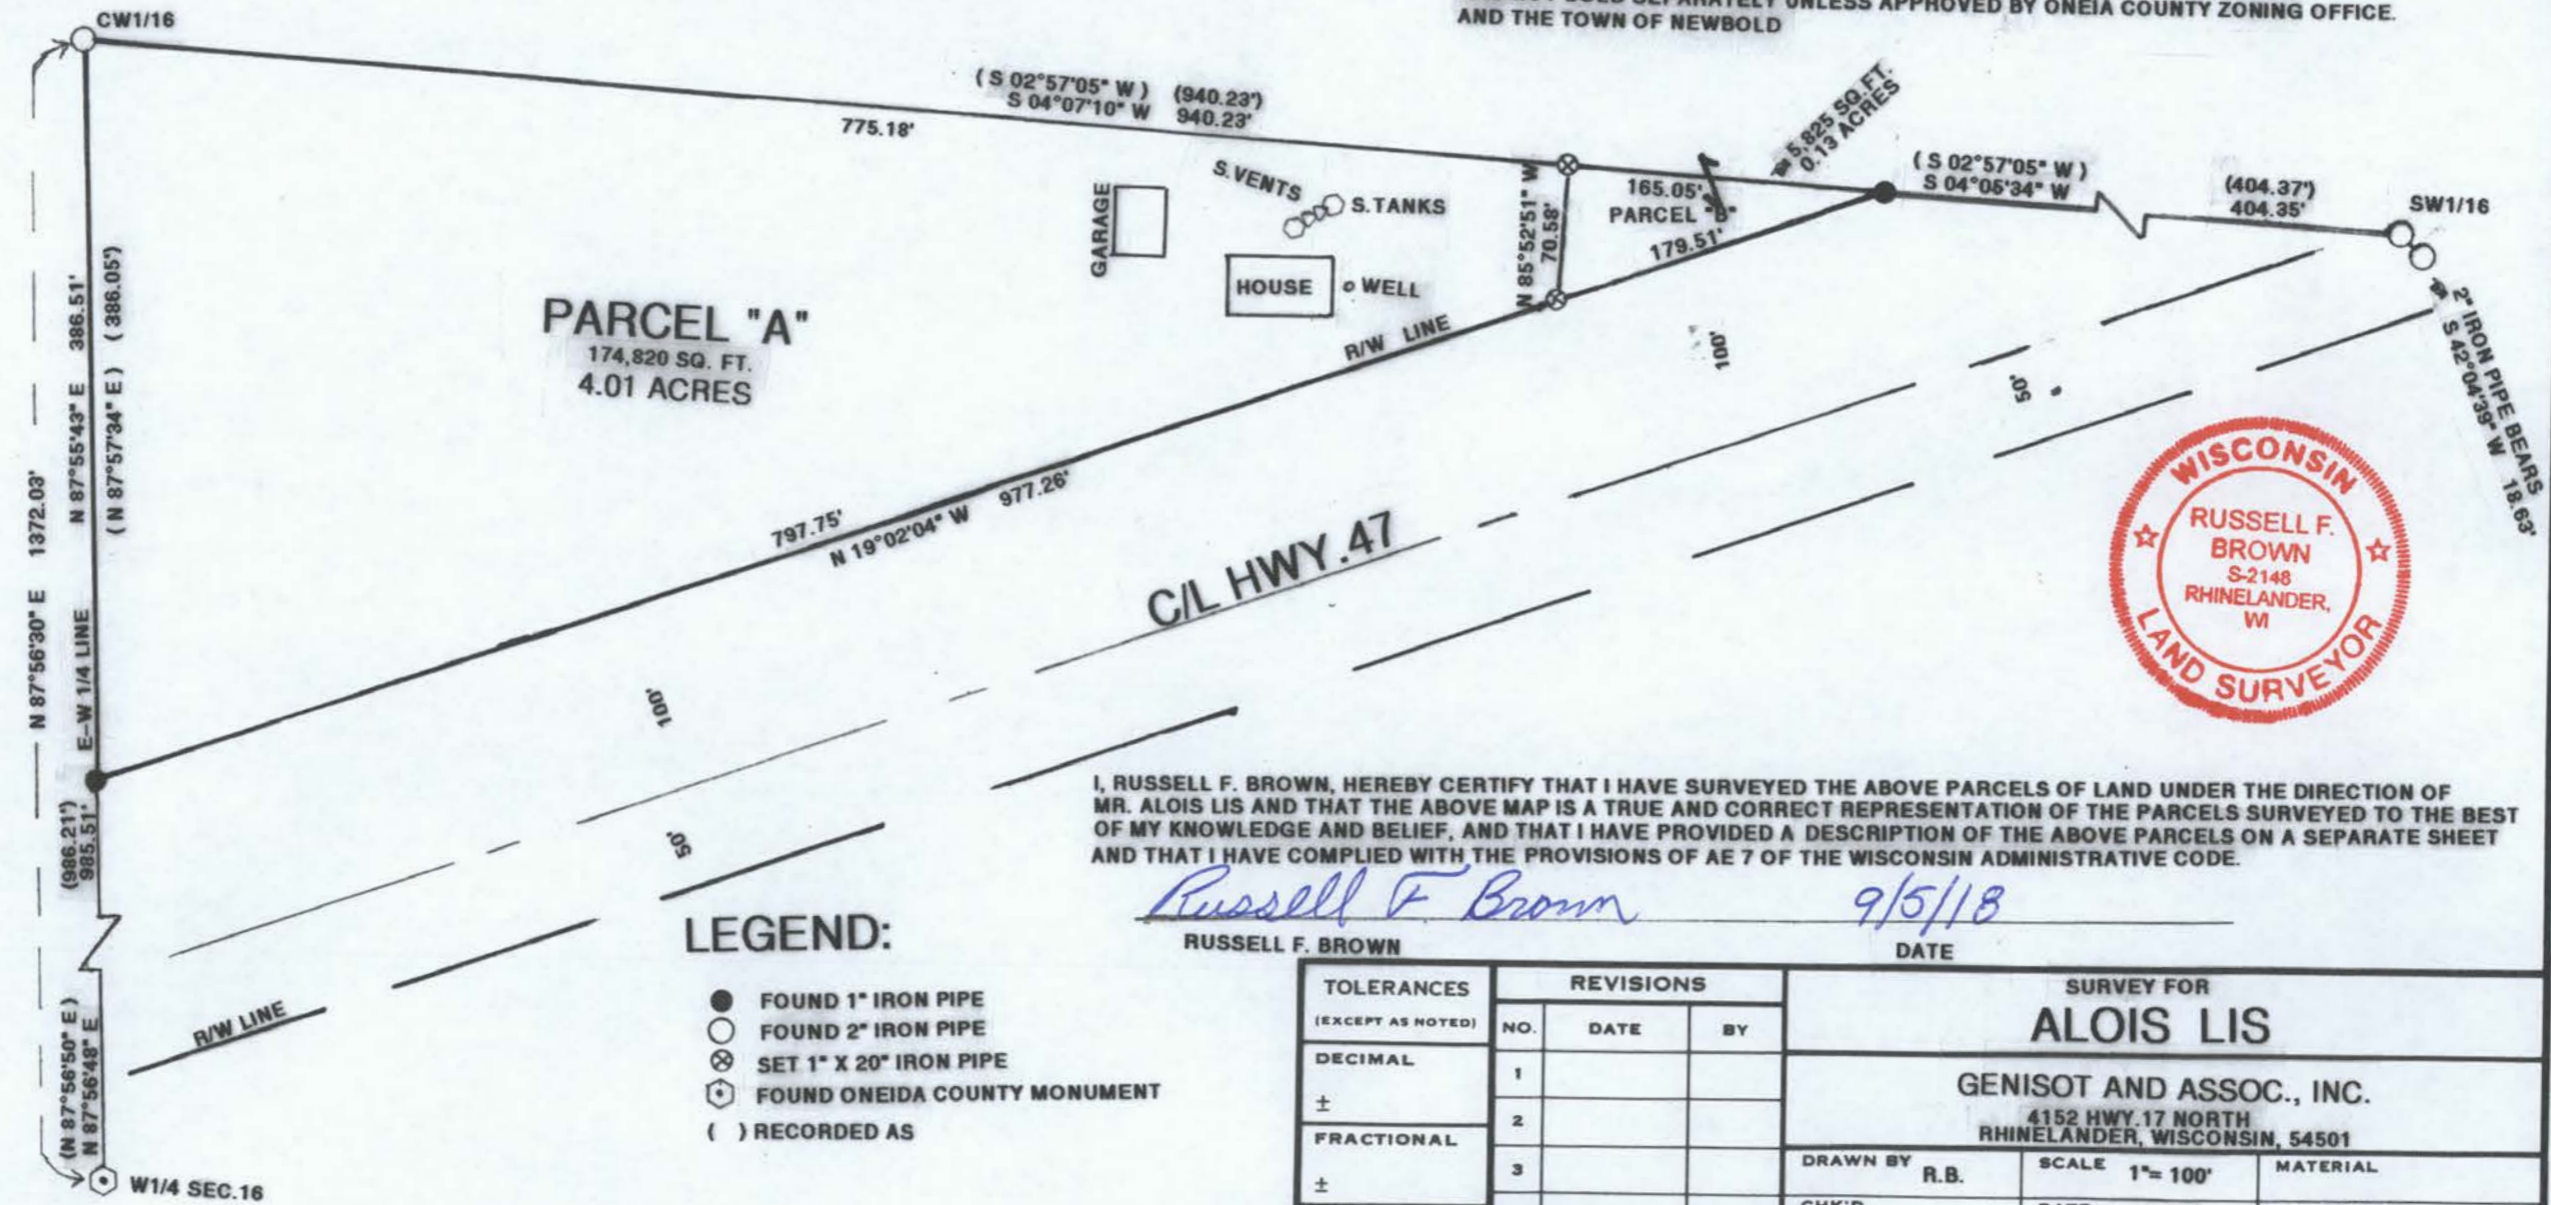 SEPARATELY UNLESS APPROVED BY ONEIA COUNTY ZONING OFFICE.
AND THE TOWN OF NEWBOLD
CW1/16
( S 02°57'05" W ) (940.23')
S 04°07'10" W 940.23'
775.18'
5,825 SQ.FT.
0.13 ACRES
( S 02°57'05" W )
S 04°05'34" W
(404.37')
404.35'
SW1/16
2" IRON PIPE BEARS
S 42°04'39" W 18.63'
GARAGE
S.VENTS
S.TANKS
HOUSE
WELL
N 85°52'51" W
70.58'
165.05'
PARCEL "B"
179.51'
R/W LINE
PARCEL "A"
174,820 SQ. FT.
4.01 ACRES
N 87°56'30" E 1372.03'
N 87°55'43" E 386.51'
( N 87°57'34" E ) ( 386.05')
E-W 1/4 LINE
797.75'
N 19°02'04" W 977.26'
100'
50'
C/L HWY.47
100'
50'
(986.21')
985.51'
(N 87°56'50" E)
N 87°56'48" E
R/W LINE
W1/4 SEC.16
WISCONSIN
RUSSELL F.
BROWN
S-2148
RHINELANDER,
WI
LAND SURVEYOR
I, RUSSELL F. BROWN, HEREBY CERTIFY THAT I HAVE SURVEYED THE ABOVE PARCELS OF LAND UNDER THE DIRECTION OF
MR. ALOIS LIS AND THAT THE ABOVE MAP IS A TRUE AND CORRECT REPRESENTATION OF THE PARCELS SURVEYED TO THE BEST
OF MY KNOWLEDGE AND BELIEF, AND THAT I HAVE PROVIDED A DESCRIPTION OF THE ABOVE PARCELS ON A SEPARATE SHEET
AND THAT I HAVE COMPLIED WITH THE PROVISIONS OF AE 7 OF THE WISCONSIN ADMINISTRATIVE CODE.
Russell F Brown 9/5/18
RUSSELL F. BROWN DATE
LEGEND:
FOUND 1" IRON PIPE
FOUND 2" IRON PIPE
SET 1" X 20" IRON PIPE
FOUND ONEIDA COUNTY MONUMENT
( ) RECORDED AS
TOLERANCES
(EXCEPT AS NOTED)
DECIMAL
±
FRACTIONAL
±
REVISIONS
NO. DATE BY
1
2
3
SURVEY FOR
ALOIS LIS
GENISOT AND ASSOC., INC.
4152 HWY.17 NORTH
RHINELANDER, WISCONSIN, 54501
DRAWN BY R.B.
SCALE 1"= 100'
MATERIAL